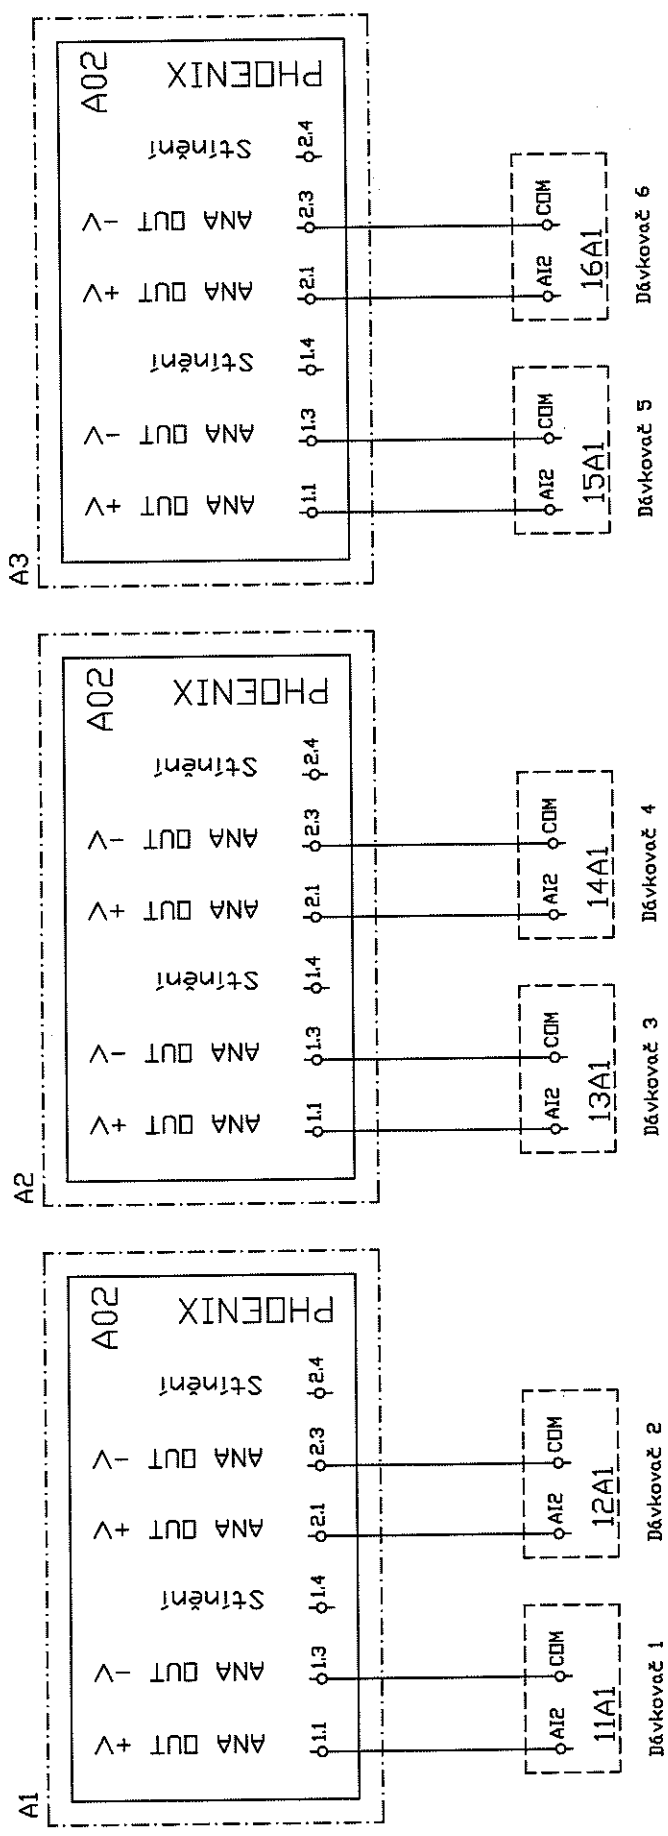 A1
A02
PHOENIX
ANA OUT +V
ANA OUT -V
Stínění
ANA OUT +V
ANA OUT -V
Stínění
1.1
1.3
1.4
2.1
2.3
2.4
AI2
COM
AI2
COM
11A1
12A1
Dávkovač 1
Dávkovač 2
A2
A02
PHOENIX
ANA OUT +V
ANA OUT -V
Stínění
ANA OUT +V
ANA OUT -V
Stínění
1.1
1.3
1.4
2.1
2.3
2.4
AI2
COM
AI2
COM
13A1
14A1
Dávkovač 3
Dávkovač 4
A3
A02
PHOENIX
ANA OUT +V
ANA OUT -V
Stínění
ANA OUT +V
ANA OUT -V
Stínění
1.1
1.3
1.4
2.1
2.3
2.4
AI2
COM
AI2
COM
15A1
16A1
Dávkovač 5
Dávkovač 6